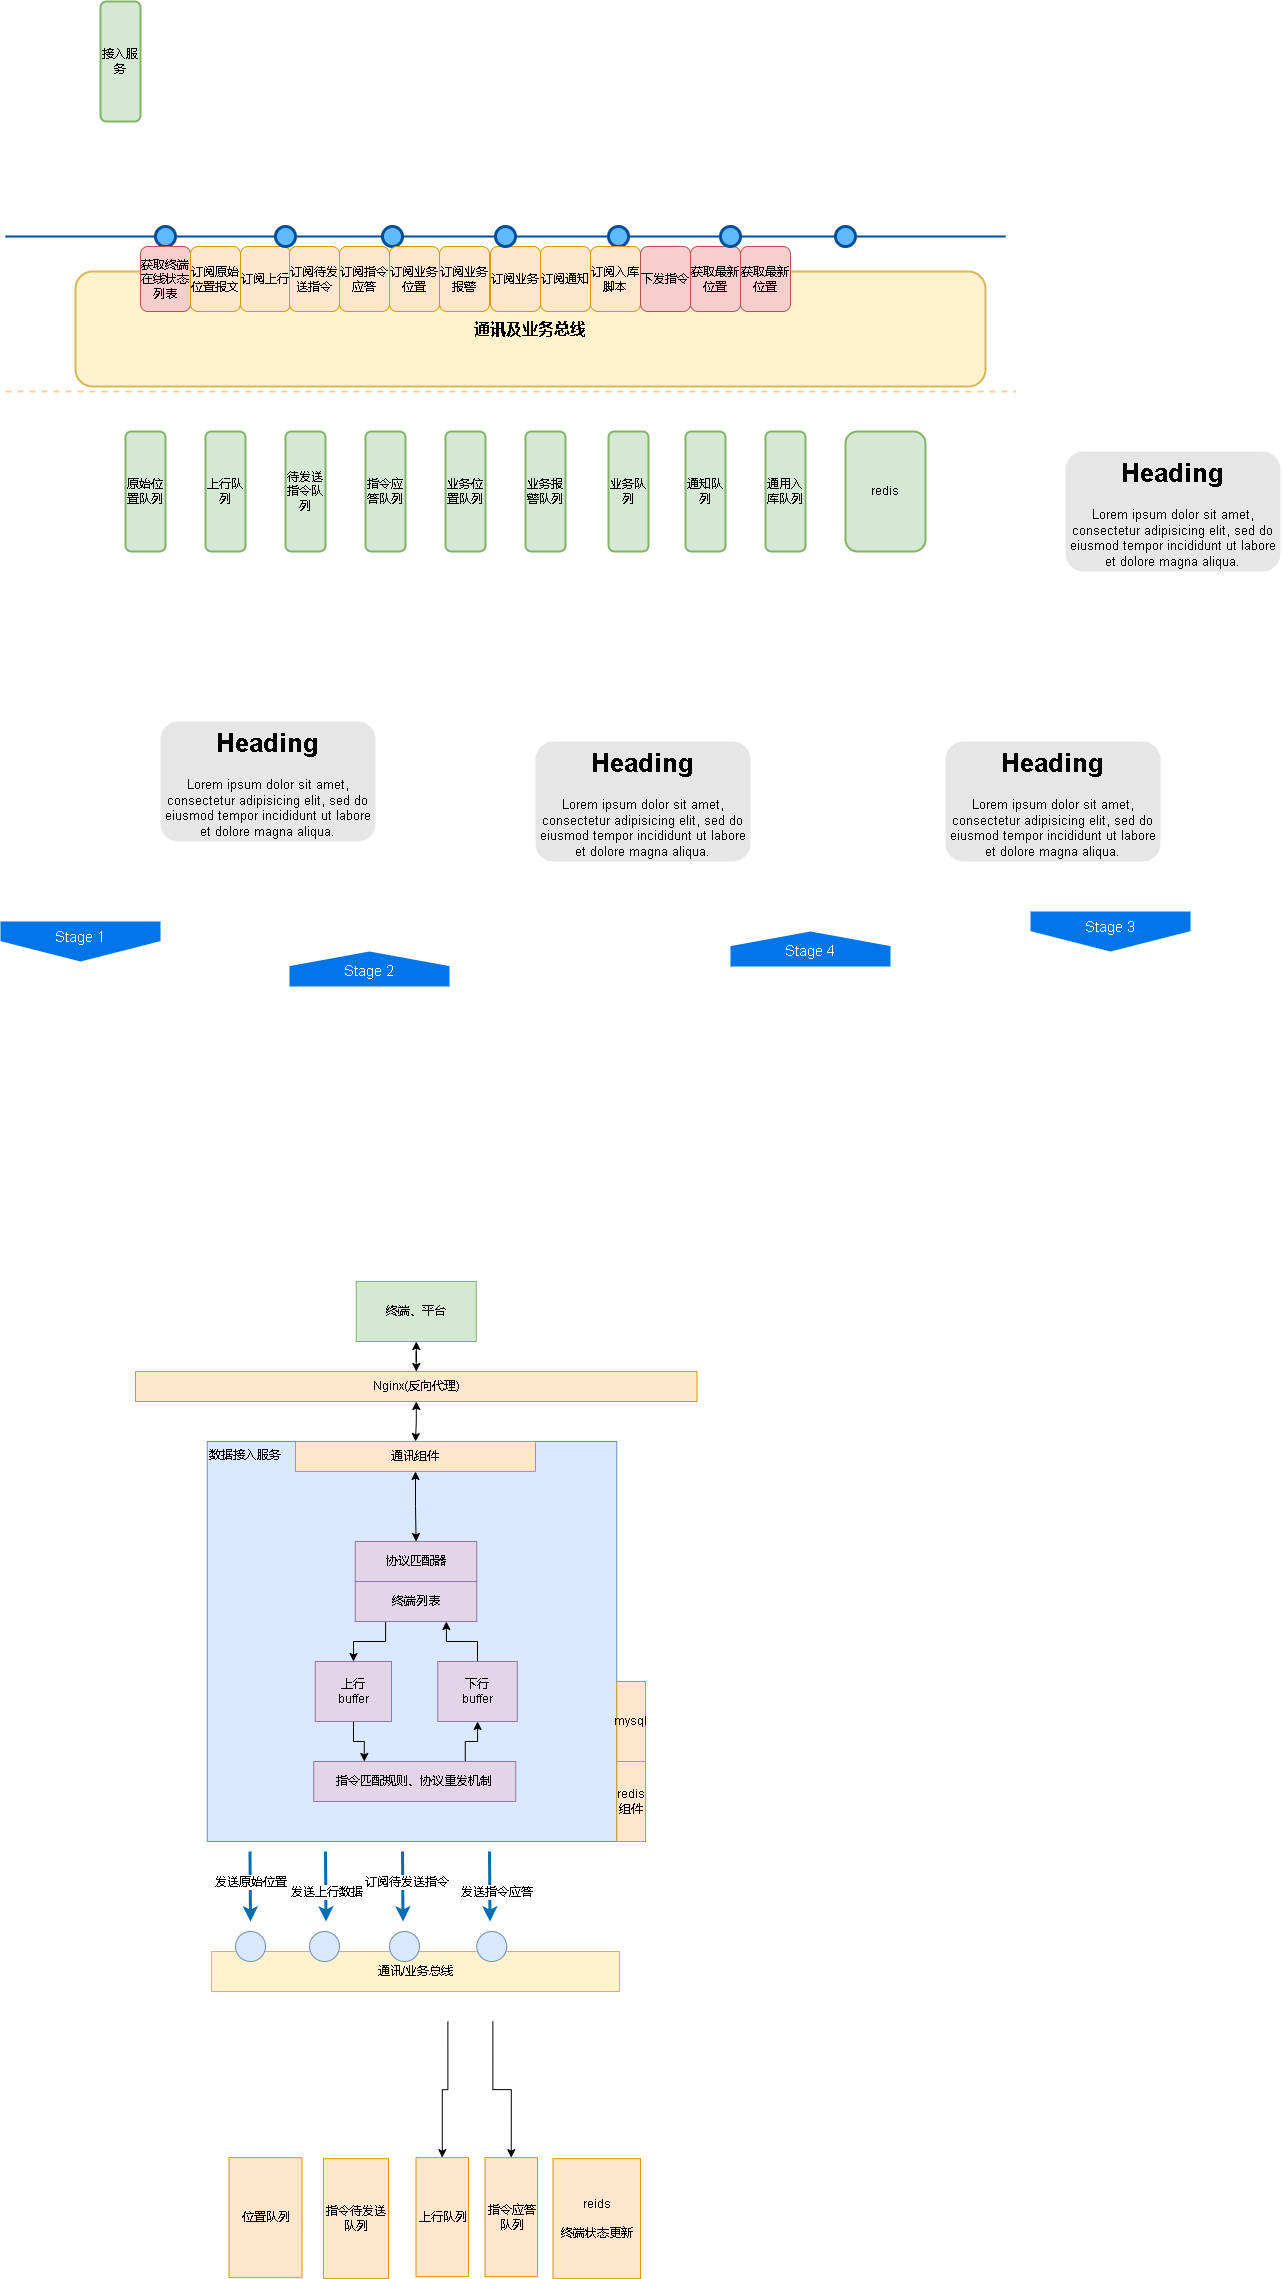 接入服
务
获取终端
在线状态
列表
订阅原始
位置报文
订阅上行
订阅待发
送指令
订阅指令
应答
订阅业务
位置
订阅业务
报警
订阅业务
订阅通知
订阅入库
脚本
下发指令
获取最新
位置
获取最新
位置
通讯及业务总线
原始位
置队列
上行队
列
待发送
指令队
列
指令应
答队列
业务位
置队列
业务报
警队列
业务队
列
通知队
列
通用入
库队列
redis
Heading
Lorem ipsum dolor sit amet,
consectetur adipisicing elit, sed do
eiusmod tempor incididunt ut labore
et dolore magna aliqua.
Heading
Lorem ipsum dolor sit amet,
consectetur adipisicing elit, sed do
eiusmod tempor incididunt ut labore
et dolore magna aliqua.
Heading
Lorem ipsum dolor sit amet,
consectetur adipisicing elit, sed do
eiusmod tempor incididunt ut labore
et dolore magna aliqua.
Heading
Lorem ipsum dolor sit amet,
consectetur adipisicing elit, sed do
eiusmod tempor incididunt ut labore
et dolore magna aliqua.
Stage 1
Stage 2
Stage 4
Stage 3
终端、平台
Nginx(反向代理)
数据接入服务
通讯组件
协议匹配器
终端列表
上行
buffer
下行
buffer
mysql
指令匹配规则、协议重发机制
redis
组件
发送原始位置
发送上行数据
订阅待发送指令
发送指令应答
通讯/业务总线
位置队列
指令待发送
队列
上行队列
指令应答
队列
reids
终端状态更新